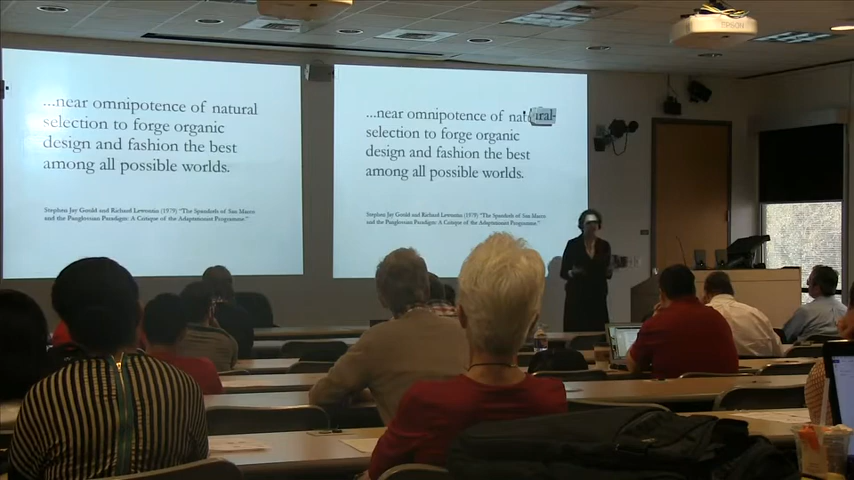 ...near omnipotence of natural
selection to forge organic
design and fashion the best
among all possible worlds.
Stephen Jay Gould and Richard Lewontin (1979) "The Spandrels of San Marco
and the Panglossian Paradigm: A Critique of the Adaptationist Programme."
...near omnipotence of natural-
selection to forge organic
design and fashion the best
among all possible worlds.
Stephen Jay Gould and Richard Lewontin (1979) "The Spandrels of San Marco
and the Panglossian Paradigm: A Critique of the Adaptationist Programme."
EPSON